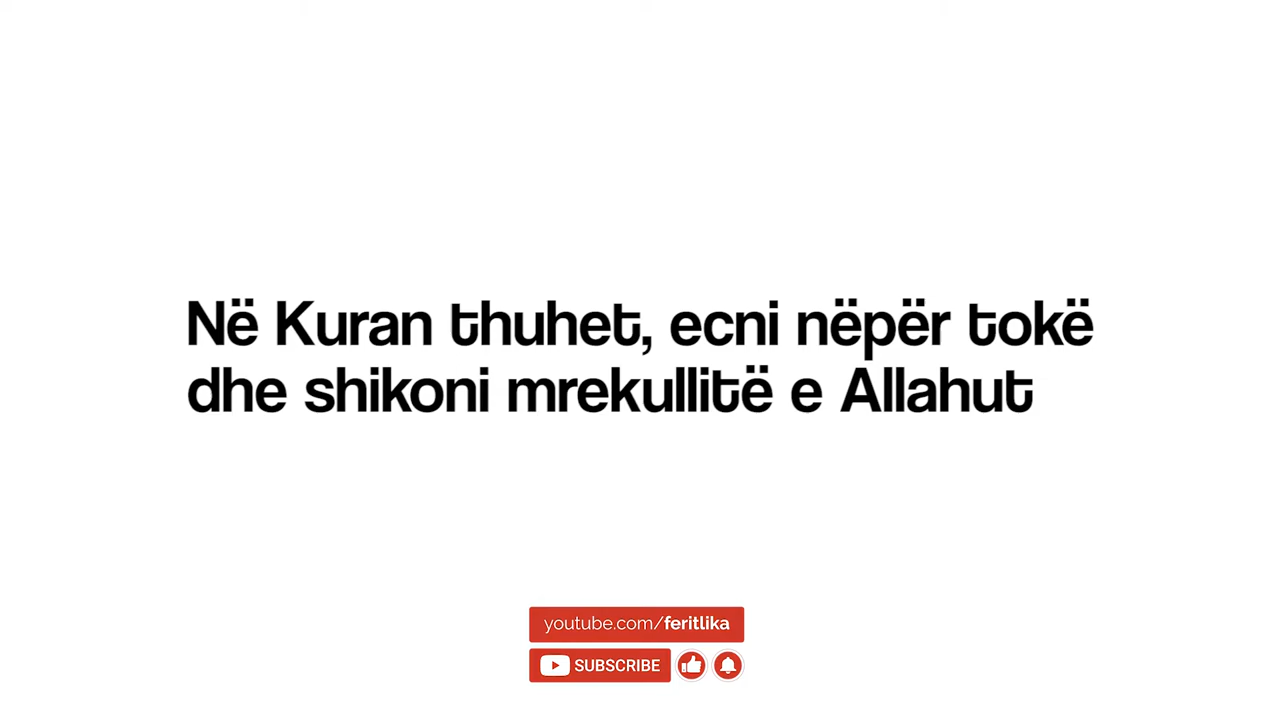 Në Kuran thuhet, ecni nëpër tokë
dhe shikoni mrekullitë e Allahut
youtube.com/feritlika
SUBSCRIBE